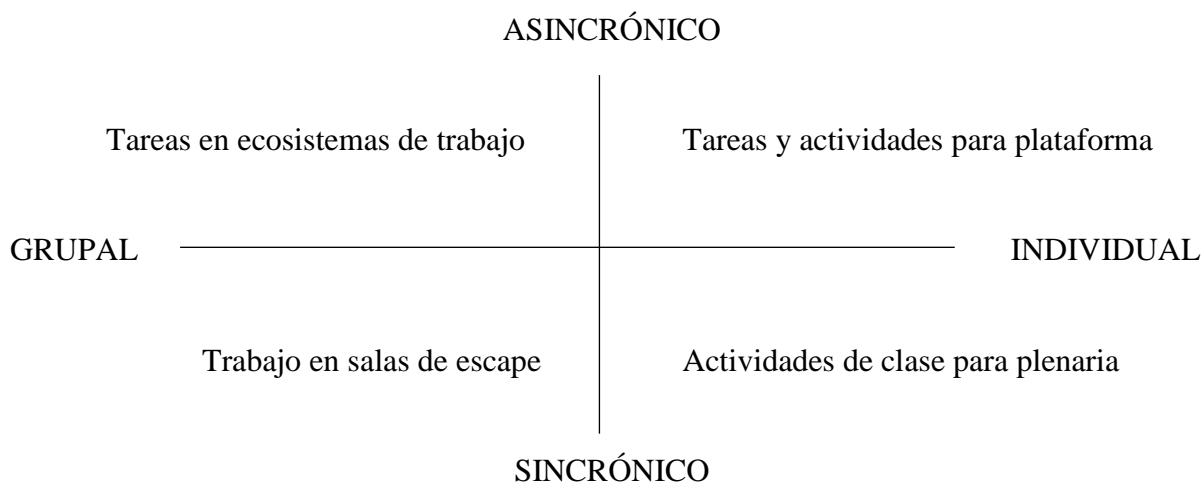 ASINCRÓNICO
Tareas en ecosistemas de trabajo
Tareas y actividades para plataforma
GRUPAL
INDIVIDUAL
Trabajo en salas de escape
Actividades de clase para plenaria
SINCRÓNICO